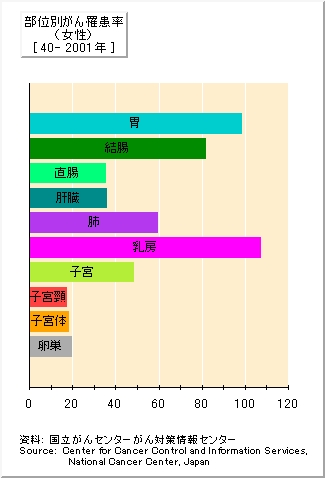 部位別がん罹患率
（女性）
[ 40- 2001年 ]
胃
結腸
直腸
肝臓
肺
乳房
子宮
子宮頸
子宮体
卵巣
0 20 40 60 80 100 120
資料: 国立がんセンターがん対策情報センター
Source: Center for Cancer Control and Information Services,
National Cancer Center, Japan